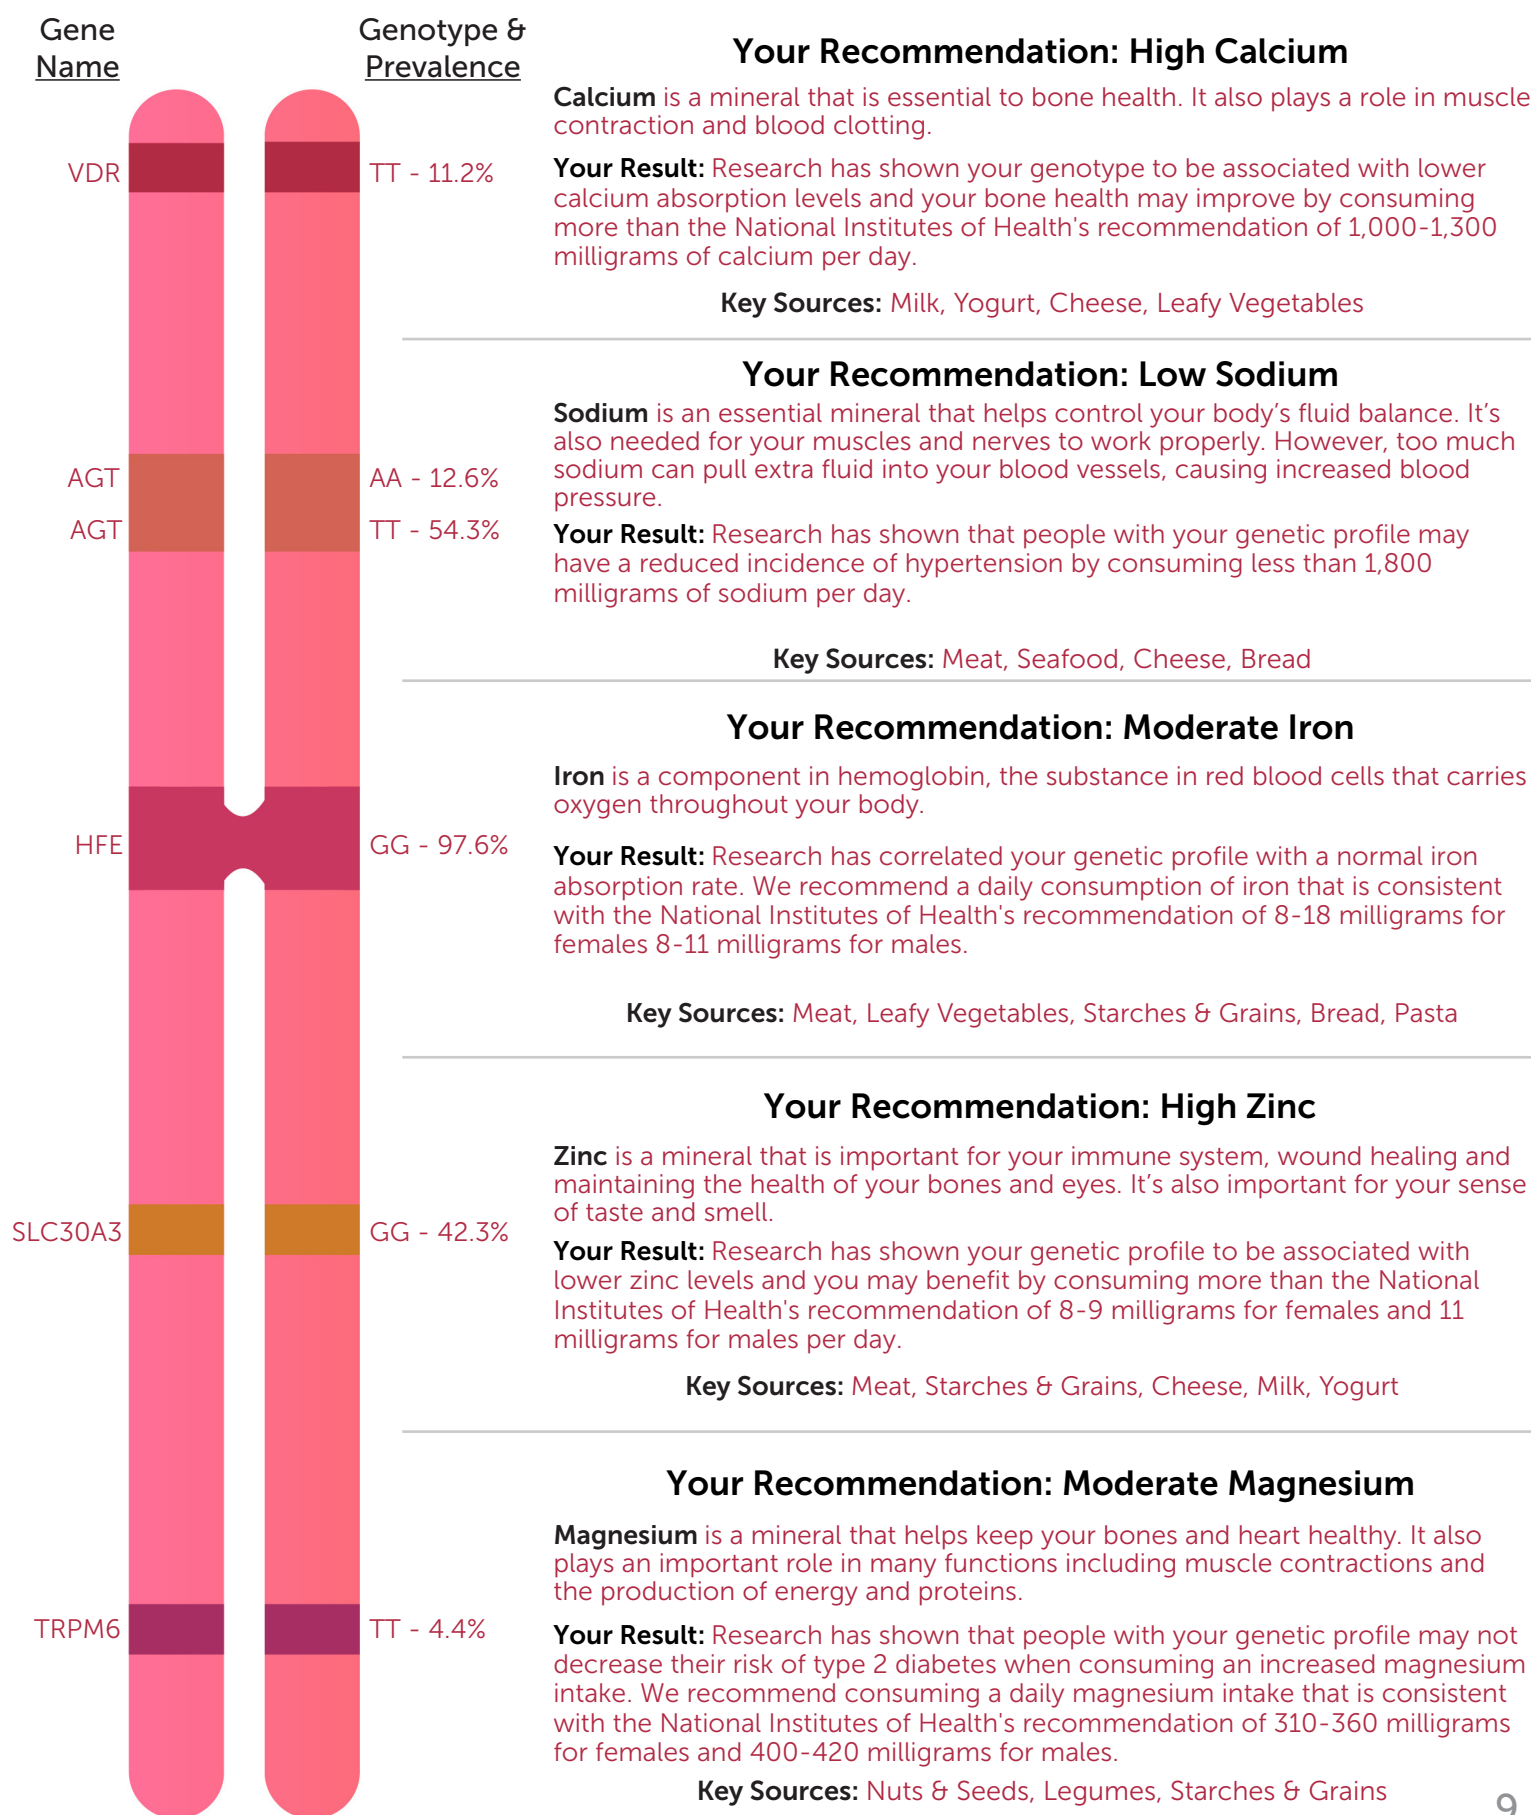 Gene
Name
Genotype &
Prevalence
Your Recommendation: High Calcium
Calcium is a mineral that is essential to bone health. It also plays a role in muscle
contraction and blood clotting.
VDR
TT - 11.2%
Your Result: Research has shown your genotype to be associated with lower
calcium absorption levels and your bone health may improve by consuming
more than the National Institutes of Health's recommendation of 1,000-1,300
milligrams of calcium per day.
Key Sources: Milk, Yogurt, Cheese, Leafy Vegetables
Your Recommendation: Low Sodium
Sodium is an essential mineral that helps control your body’s fluid balance. It’s
also needed for your muscles and nerves to work properly. However, too much
sodium can pull extra fluid into your blood vessels, causing increased blood
pressure.
AGT
AA - 12.6%
AGT
TT - 54.3%
Your Result: Research has shown that people with your genetic profile may
have a reduced incidence of hypertension by consuming less than 1,800
milligrams of sodium per day.
Key Sources: Meat, Seafood, Cheese, Bread
Your Recommendation: Moderate Iron
Iron is a component in hemoglobin, the substance in red blood cells that carries
oxygen throughout your body.
HFE
GG - 97.6%
Your Result: Research has correlated your genetic profile with a normal iron
absorption rate. We recommend a daily consumption of iron that is consistent
with the National Institutes of Health's recommendation of 8-18 milligrams for
females 8-11 milligrams for males.
Key Sources: Meat, Leafy Vegetables, Starches & Grains, Bread, Pasta
Your Recommendation: High Zinc
Zinc is a mineral that is important for your immune system, wound healing and
maintaining the health of your bones and eyes. It’s also important for your sense
of taste and smell.
SLC30A3
GG - 42.3%
Your Result: Research has shown your genetic profile to be associated with
lower zinc levels and you may benefit by consuming more than the National
Institutes of Health's recommendation of 8-9 milligrams for females and 11
milligrams for males per day.
Key Sources: Meat, Starches & Grains, Cheese, Milk, Yogurt
Your Recommendation: Moderate Magnesium
Magnesium is a mineral that helps keep your bones and heart healthy. It also
plays an important role in many functions including muscle contractions and
the production of energy and proteins.
TRPM6
TT - 4.4%
Your Result: Research has shown that people with your genetic profile may not
decrease their risk of type 2 diabetes when consuming an increased magnesium
intake. We recommend consuming a daily magnesium intake that is consistent
with the National Institutes of Health's recommendation of 310-360 milligrams
for females and 400-420 milligrams for males.
Key Sources: Nuts & Seeds, Legumes, Starches & Grains
9